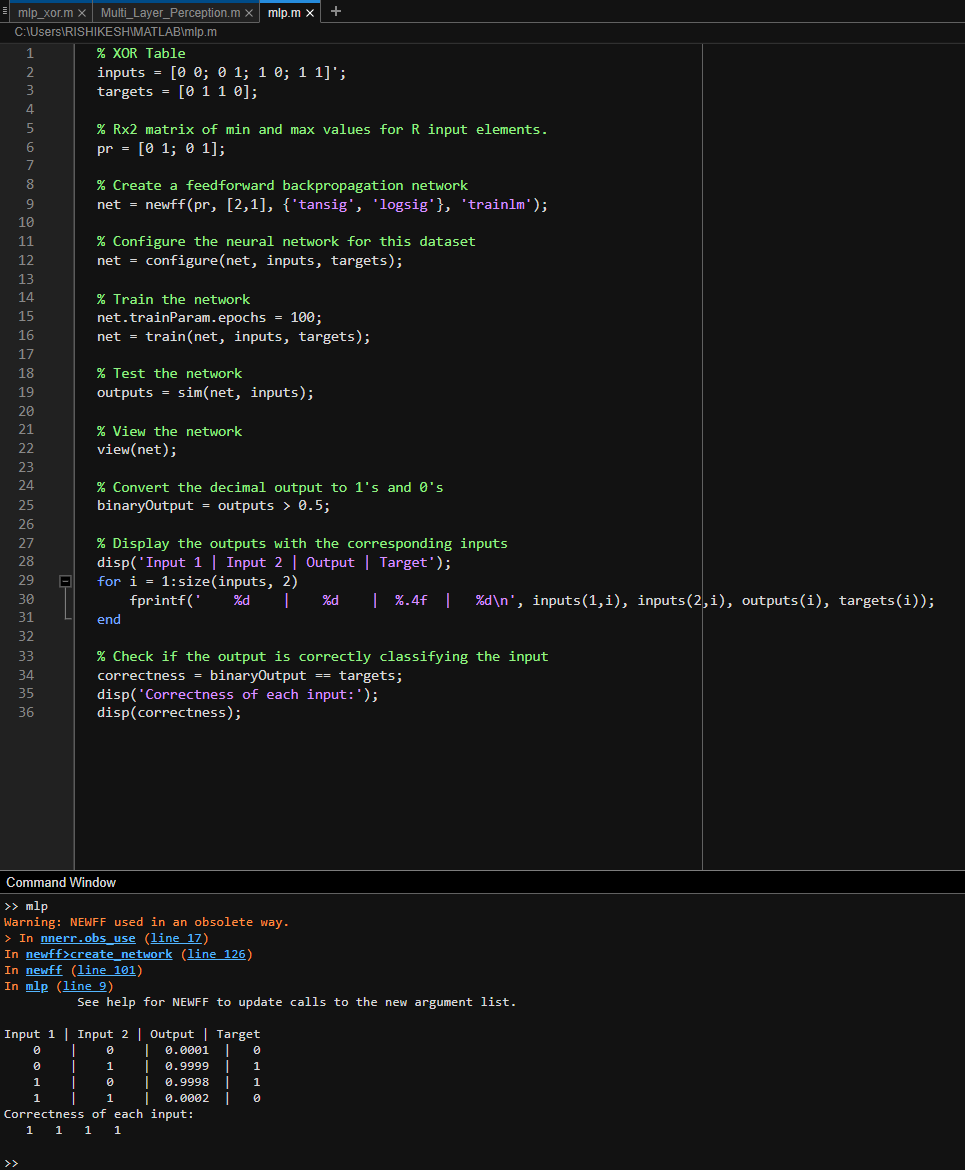 mlp_xor.m × Multi_Layer_Perception.m × mlp.m × +
C:\Users\RISHIKESH\MATLAB\mlp.m
1 % XOR Table
2 inputs = [0 0; 0 1; 1 0; 1 1]';
3 targets = [0 1 1 0];
4
5 % Rx2 matrix of min and max values for R input elements.
6 pr = [0 1; 0 1];
7
8 % Create a feedforward backpropagation network
9 net = newff(pr, [2,1], {'tansig', 'logsig'}, 'trainlm');
10
11 % Configure the neural network for this dataset
12 net = configure(net, inputs, targets);
13
14 % Train the network
15 net.trainParam.epochs = 100;
16 net = train(net, inputs, targets);
17
18 % Test the network
19 outputs = sim(net, inputs);
20
21 % View the network
22 view(net);
23
24 % Convert the decimal output to 1's and 0's
25 binaryOutput = outputs > 0.5;
26
27 % Display the outputs with the corresponding inputs
28 disp('Input 1 | Input 2 | Output | Target');
29 for i = 1:size(inputs, 2)
30     fprintf('    %d    |    %d    |  %.4f  |   %d\n', inputs(1,i), inputs(2,i), outputs(i), targets(i));
31 end
32
33 % Check if the output is correctly classifying the input
34 correctness = binaryOutput == targets;
35 disp('Correctness of each input:');
36 disp(correctness);
Command Window
>> mlp
Warning: NEWFF used in an obsolete way.
> In nnerr.obs_use (line 17)
In newff>create_network (line 126)
In newff (line 101)
In mlp (line 9)
          See help for NEWFF to update calls to the new argument list.
Input 1 | Input 2 | Output | Target
    0    |    0    |  0.0001  |   0
    0    |    1    |  0.9999  |   1
    1    |    0    |  0.9998  |   1
    1    |    1    |  0.0002  |   0
Correctness of each input:
   1   1   1   1
>>